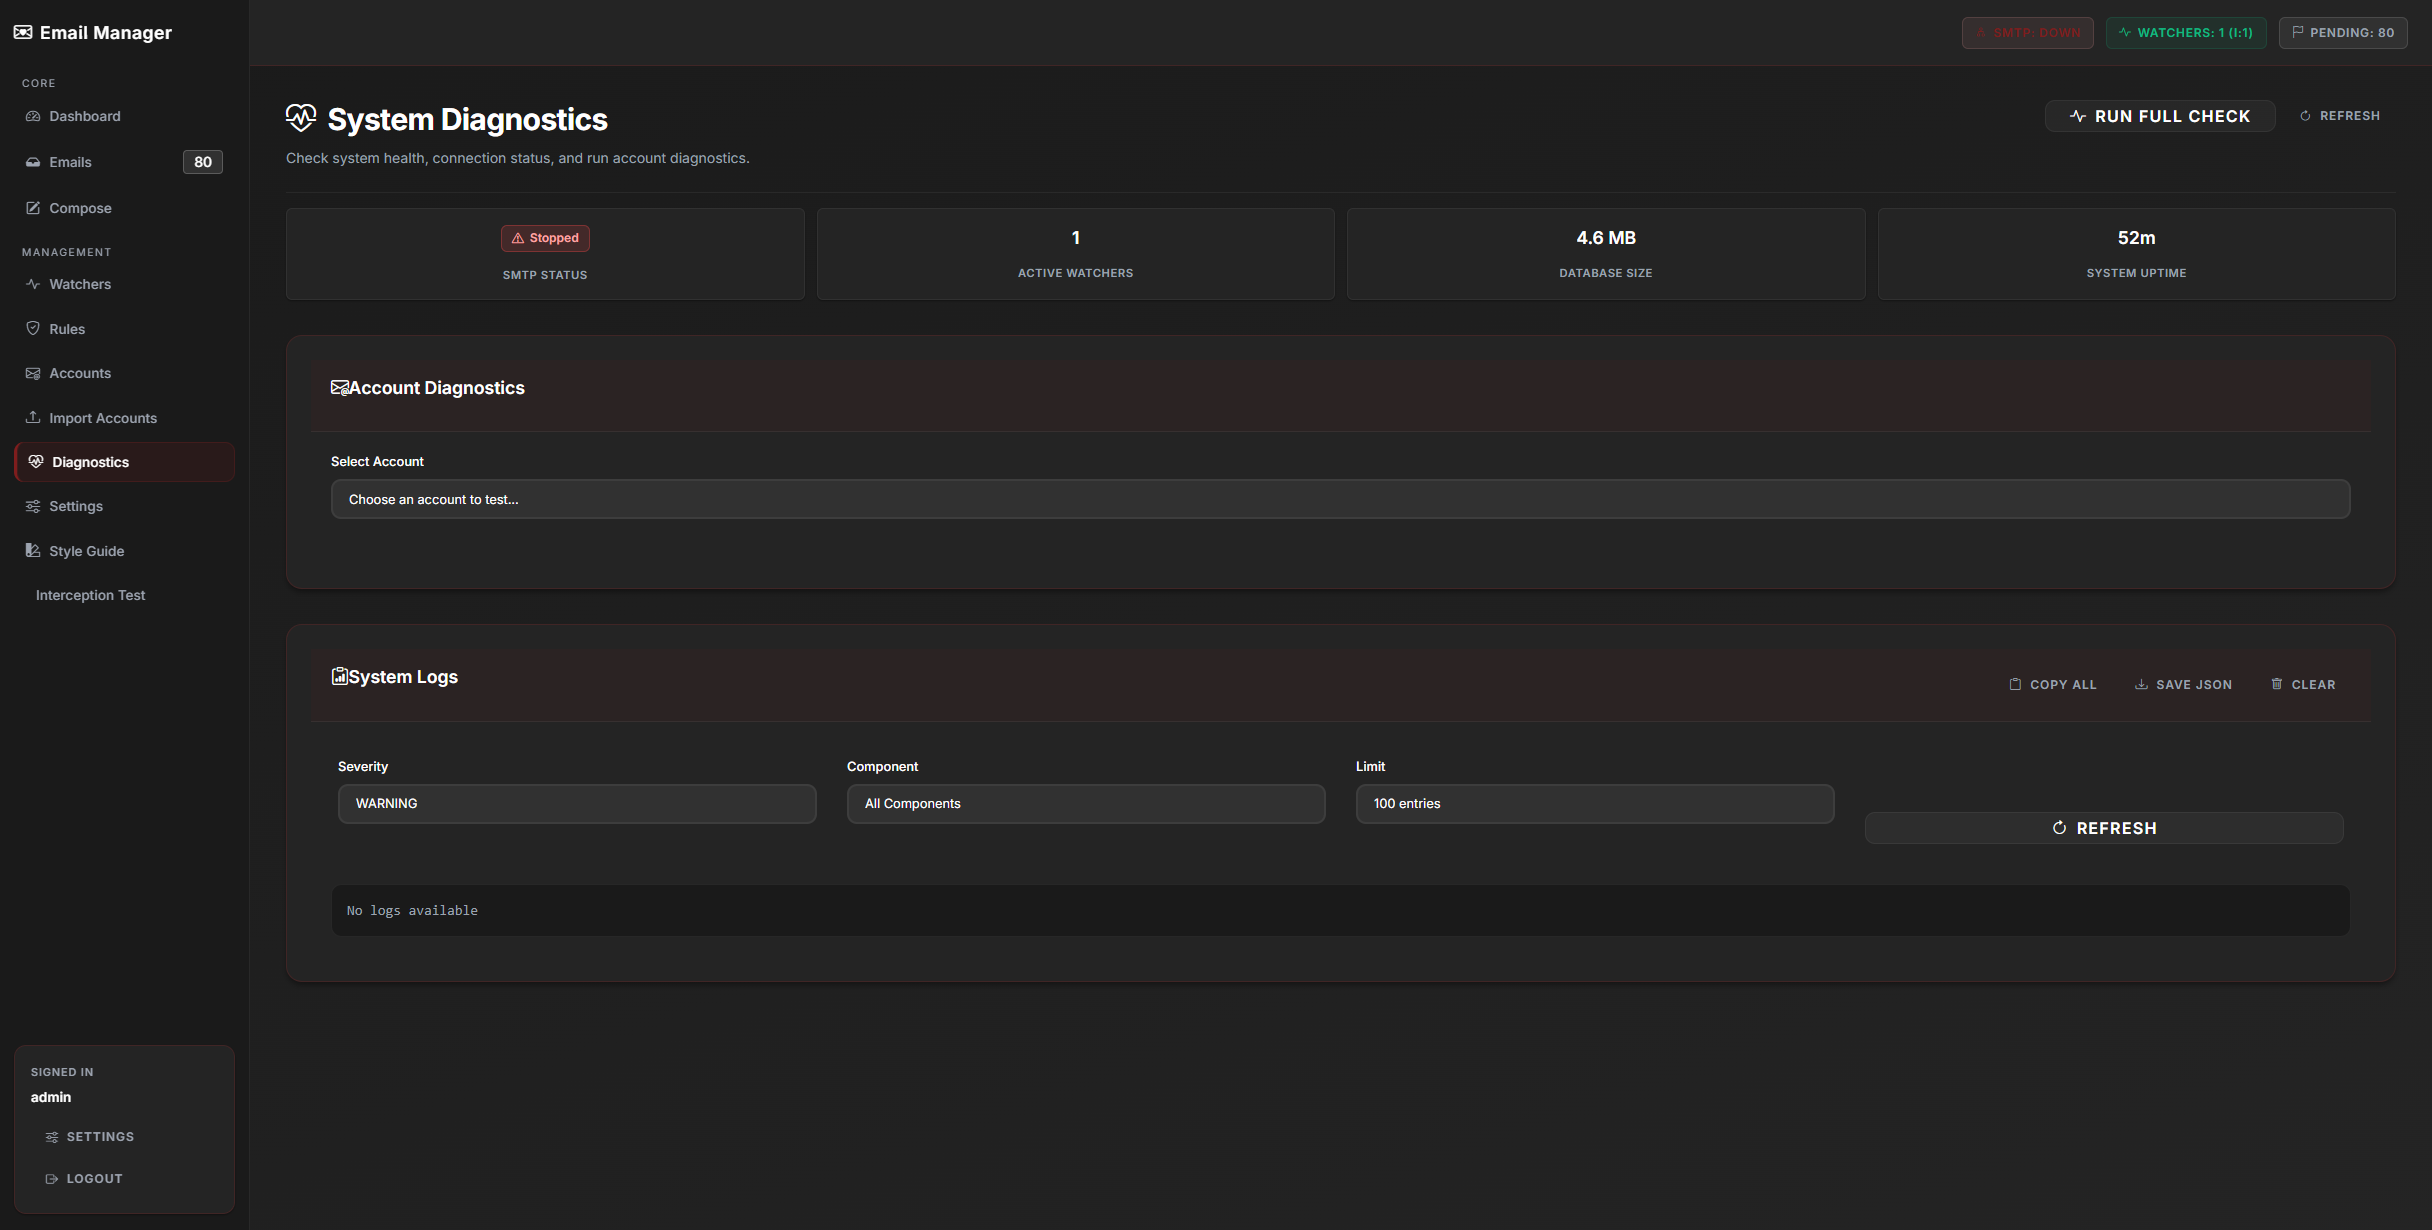 Email Manager
SMTP: DOWN
WATCHERS: 1 (I:1)
PENDING: 80
CORE
Dashboard
Emails
80
Compose
MANAGEMENT
Watchers
Rules
Accounts
Import Accounts
Diagnostics
Settings
Style Guide
Interception Test
SIGNED IN
admin
SETTINGS
LOGOUT
System Diagnostics
Check system health, connection status, and run account diagnostics.
RUN FULL CHECK
REFRESH
Stopped
SMTP STATUS
1
ACTIVE WATCHERS
4.6 MB
DATABASE SIZE
52m
SYSTEM UPTIME
Account Diagnostics
Select Account
Choose an account to test...
System Logs
COPY ALL
SAVE JSON
CLEAR
Severity
WARNING
Component
All Components
Limit
100 entries
REFRESH
No logs available